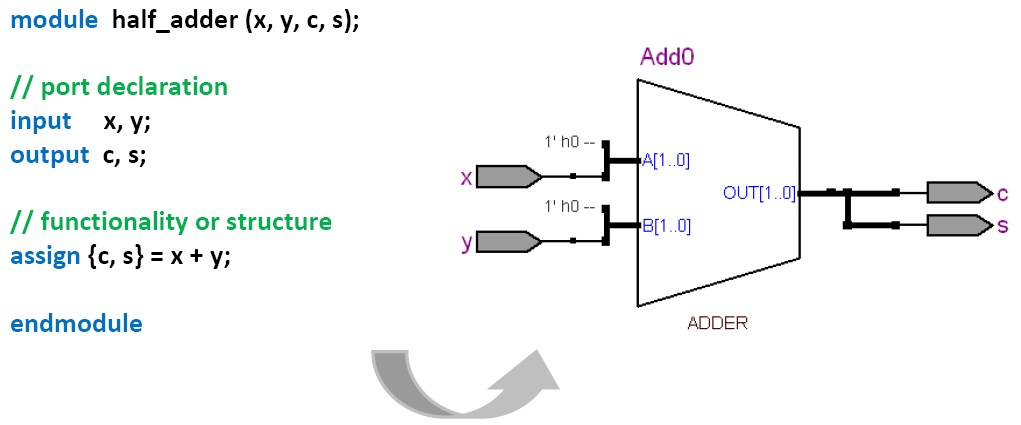 module half_adder (x, y, c, s);
// port declaration
input x, y;
output c, s;
// functionality or structure
assign {c, s} = x + y;
endmodule
Add0
1' h0 --
A[1..0]
x
OUT[1..0]
c
1' h0 --
B[1..0]
s
y
ADDER